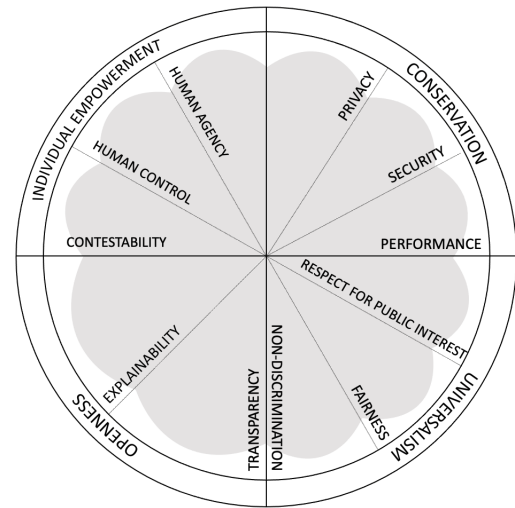 INDIVIDUAL EMPOWERMENT
CONSERVATION
HUMAN AGENCY
PRIVACY
HUMAN CONTROL
SECURITY
CONTESTABILITY
PERFORMANCE
RESPECT FOR PUBLIC INTEREST
EXPLAINABILITY
TRANSPARENCY
NON-DISCRIMINATION
FAIRNESS
OPENNESS
UNIVERSALISM